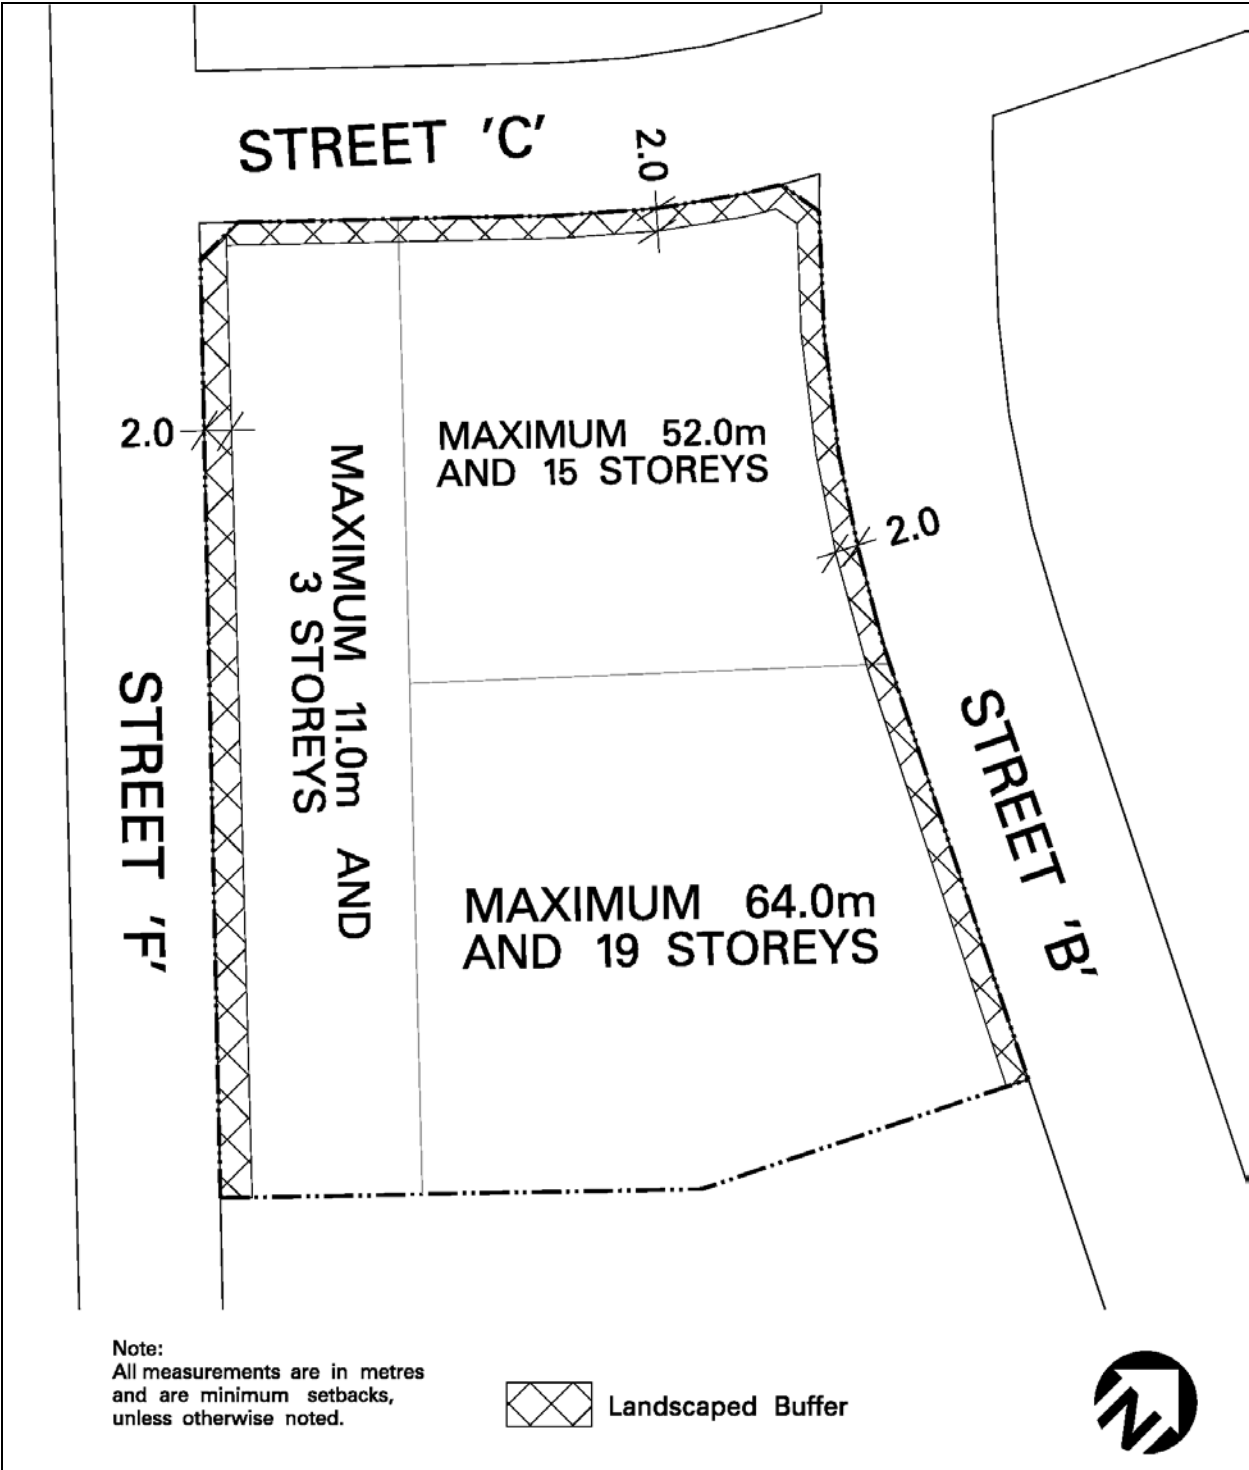 STREET 'C'
2.0
2.0
MAXIMUM 52.0m
AND 15 STOREYS
MAXIMUM 11.0m AND
3 STOREYS
2.0
STREET 'F'
STREET 'B'
MAXIMUM 64.0m
AND 19 STOREYS
Note:
All measurements are in metres
and are minimum setbacks,
unless otherwise noted.
Landscaped Buffer
N